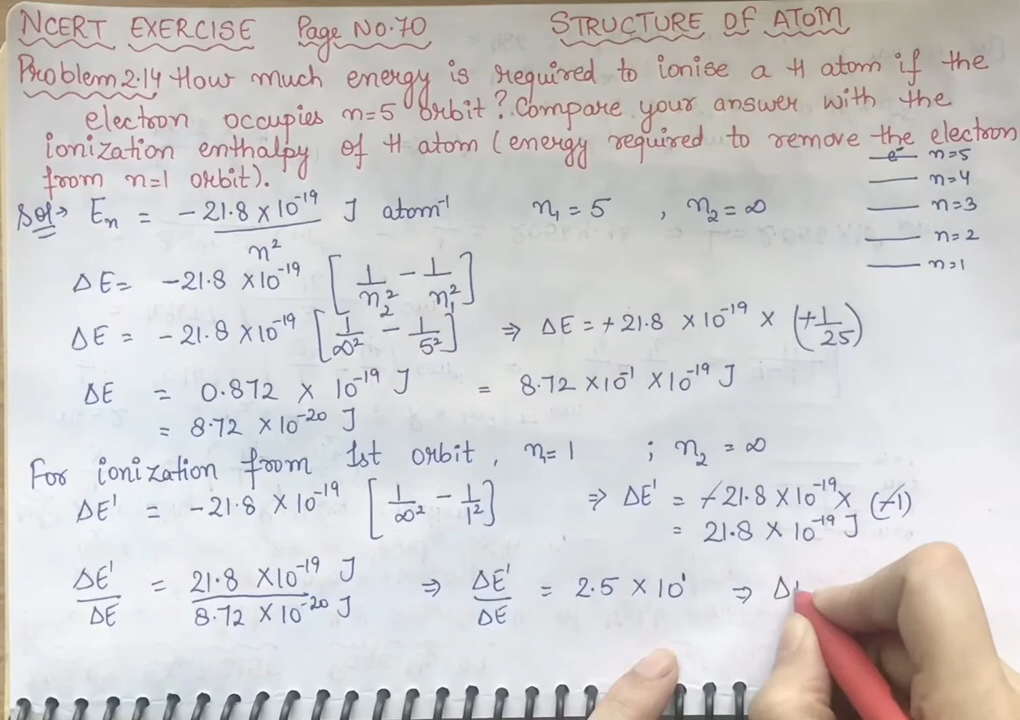 NCERT EXERCISE Page No.70 STRUCTURE OF ATOM
Problem 2.14 How much energy is required to ionise a H atom if the
electron occupies n=5 orbit? Compare your answer with the
ionization enthalpy of H atom (energy required to remove the electron
from n=1 orbit).
e⁻ n=5
n=4
n=3
n=2
n=1
Sol → Eₙ = -21.8 × 10⁻¹⁹ / n² J atom⁻¹ n₁ = 5 , n₂ = ∞
ΔE = -21.8 × 10⁻¹⁹ [1/n₂² - 1/n₁²]
ΔE = -21.8 × 10⁻¹⁹ [1/∞² - 1/5²] ⇒ ΔE = +21.8 × 10⁻¹⁹ × (+1/25)
ΔE = 0.872 × 10⁻¹⁹ J = 8.72 × 10⁻¹ × 10⁻¹⁹ J
= 8.72 × 10⁻²⁰ J
For ionization from 1st orbit, n₁= 1 ; n₂ = ∞
ΔE' = -21.8 × 10⁻¹⁹ [1/∞² - 1/1²] ⇒ ΔE' = -21.8 × 10⁻¹⁹ × (-1)
= 21.8 × 10⁻¹⁹ J
ΔE'/ΔE = 21.8 × 10⁻¹⁹ J / 8.72 × 10⁻²⁰ J ⇒ ΔE'/ΔE = 2.5 × 10¹ ⇒ Δ